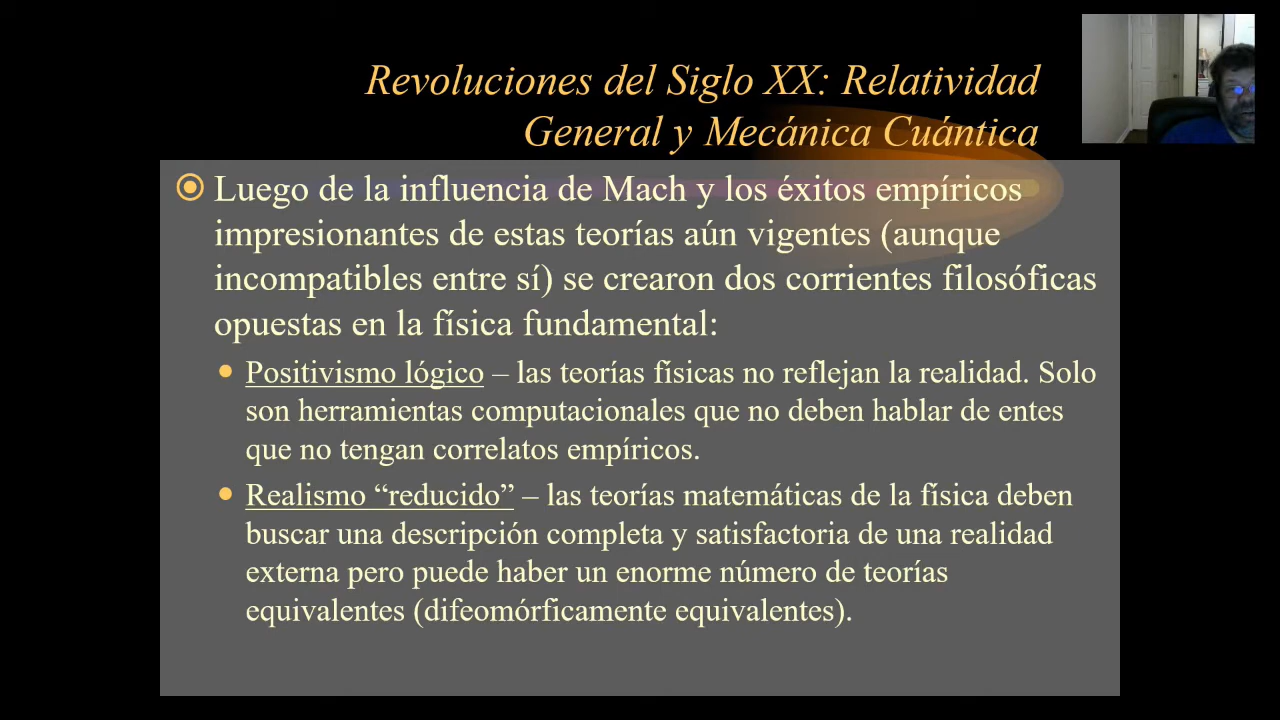 Revoluciones del Siglo XX: Relatividad
General y Mecánica Cuántica
Luego de la influencia de Mach y los éxitos empíricos
impresionantes de estas teorías aún vigentes (aunque
incompatibles entre sí) se crearon dos corrientes filosóficas
opuestas en la física fundamental:
Positivismo lógico – las teorías físicas no reflejan la realidad. Solo
son herramientas computacionales que no deben hablar de entes
que no tengan correlatos empíricos.
Realismo “reducido” – las teorías matemáticas de la física deben
buscar una descripción completa y satisfactoria de una realidad
externa pero puede haber un enorme número de teorías
equivalentes (difeomórficamente equivalentes).